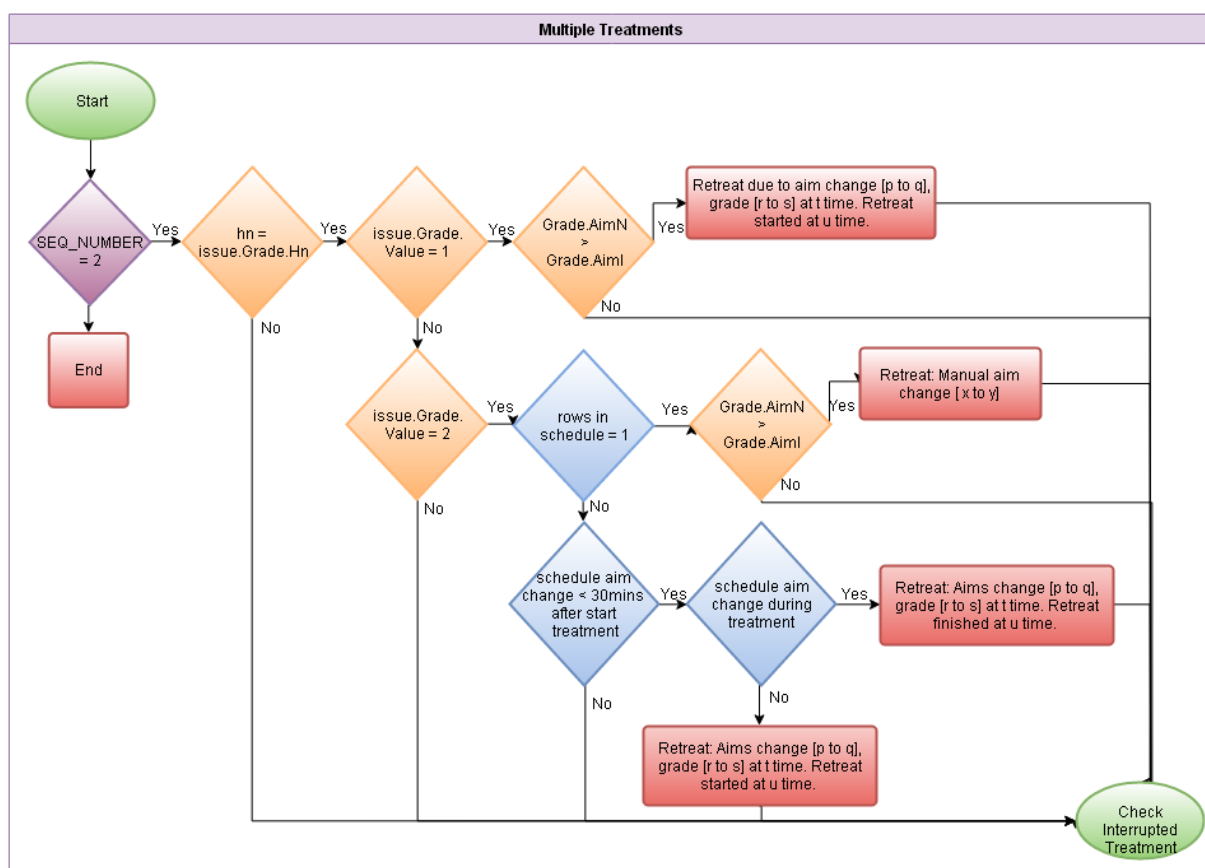 Multiple Treatments
Start
SEQ_NUMBER
= 2
Yes
End
hn =
issue.Grade.Hn
Yes
No
issue.Grade.
Value = 1
Yes
No
Grade.AimN
>
Grade.AimI
Yes
No
Retreat due to aim change [p to q],
grade [r to s] at t time. Retreat
started at u time.
issue.Grade.
Value = 2
Yes
No
rows in
schedule = 1
Yes
No
Grade.AimN
>
Grade.AimI
Yes
No
Retreat: Manual aim
change [ x to y]
schedule aim
change < 30mins
after start
treatment
Yes
No
schedule aim
change during
treatment
Yes
No
Retreat: Aims change [p to q],
grade [r to s] at t time. Retreat
finished at u time.
Retreat: Aims change [p to q],
grade [r to s] at t time. Retreat
started at u time.
Check
Interrupted
Treatment